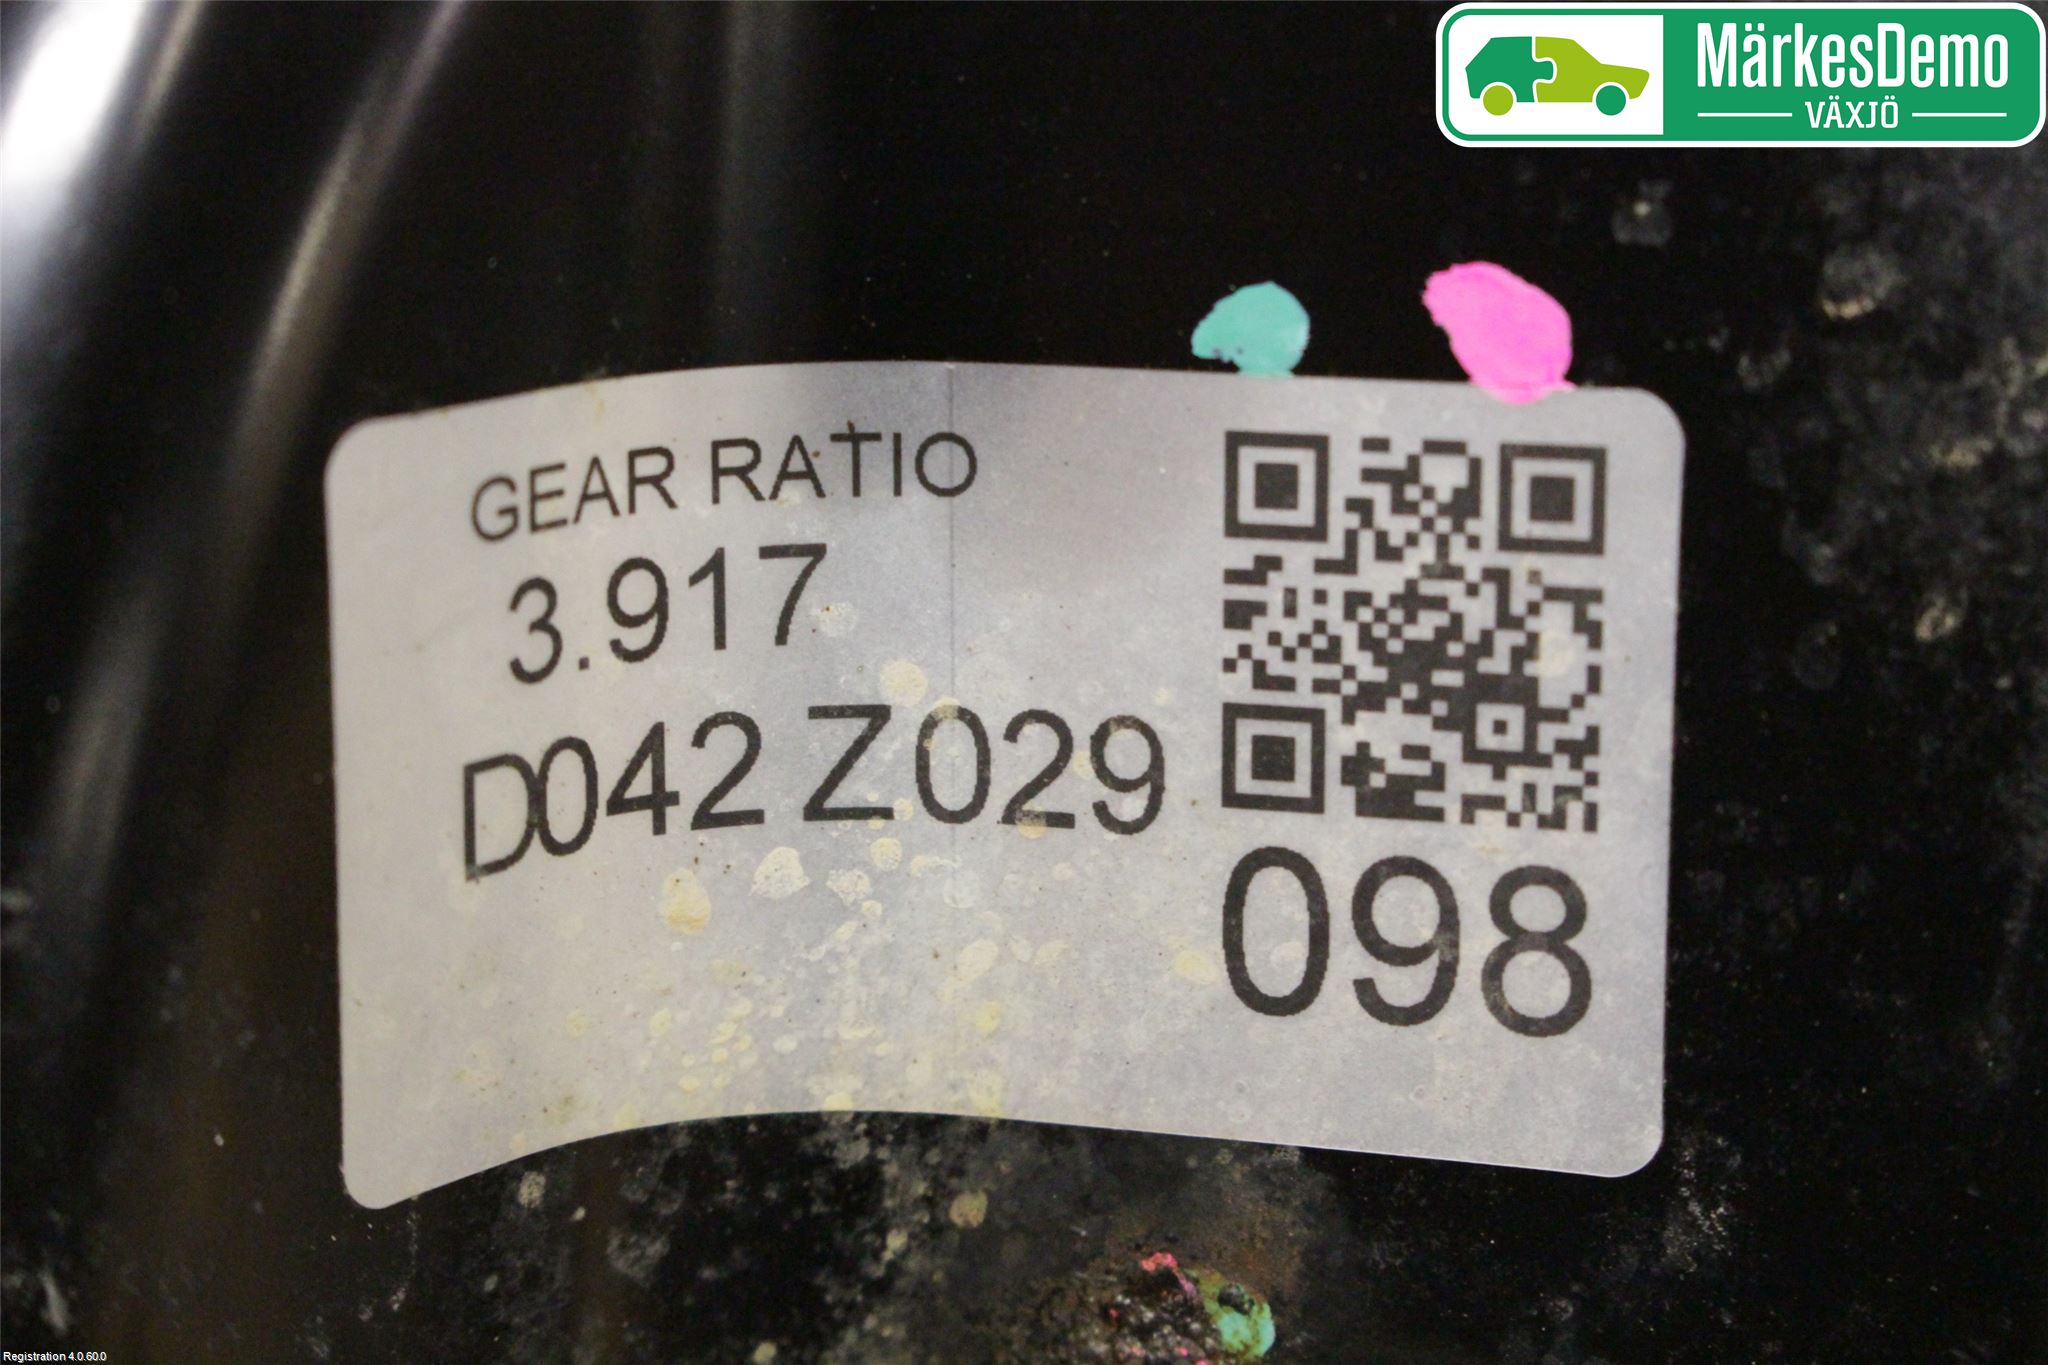 MärkesDemo
VÄXJÖ
GEAR RATIO
3.917
D042 Z029
098
Registration 4.0.60.0